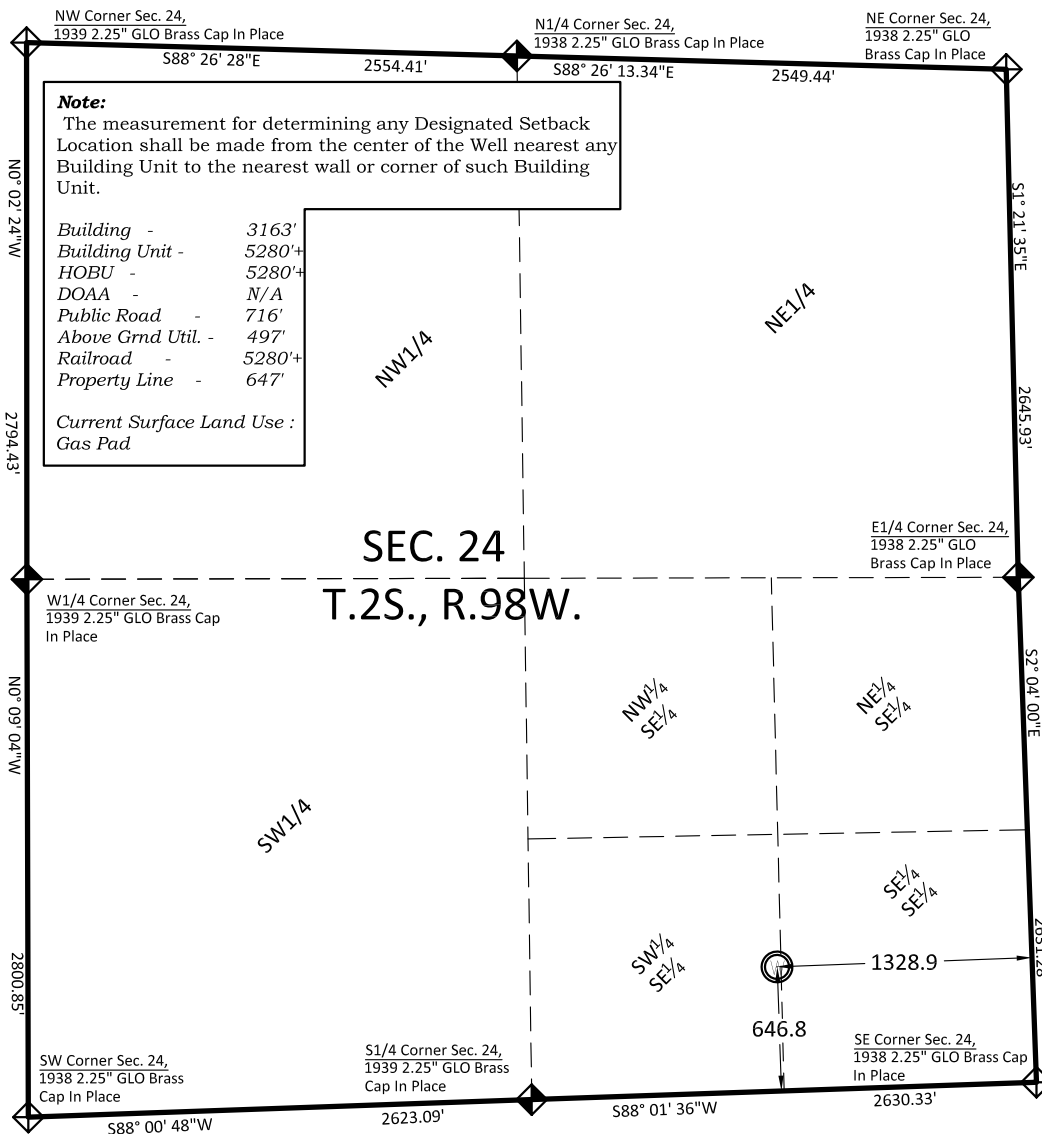 NW Corner Sec. 24,
1939 2.25" GLO Brass Cap In Place
N1/4 Corner Sec. 24,
1938 2.25" GLO Brass Cap In Place
NE Corner Sec. 24,
1938 2.25" GLO
Brass Cap In Place
S88° 26' 28"E
2554.41'
S88° 26' 13.34"E
2549.44'
Note:
The measurement for determining any Designated Setback
Location shall be made from the center of the Well nearest any
Building Unit to the nearest wall or corner of such Building
Unit.
Building - 3163'
Building Unit - 5280'+
HOBU - 5280'+
DOAA - N/A
Public Road - 716'
Above Grnd Util. - 497'
Railroad - 5280'+
Property Line - 647'
Current Surface Land Use :
Gas Pad
N0° 02' 24"W
2794.43'
NW1/4
NE1/4
S1° 21' 35"E
2645.93'
SEC. 24
T.2S., R.98W.
E1/4 Corner Sec. 24,
1938 2.25" GLO
Brass Cap In Place
W1/4 Corner Sec. 24,
1939 2.25" GLO Brass Cap
In Place
N0° 09' 04"W
2800.85'
SW1/4
NW1/4
SE1/4
NE1/4
SE1/4
S2° 04' 00"E
SW1/4
SE1/4
SE1/4
SE1/4
1328.9
646.8
SW Corner Sec. 24,
1938 2.25" GLO Brass
Cap In Place
S1/4 Corner Sec. 24,
1939 2.25" GLO Brass
Cap In Place
SE Corner Sec. 24,
1938 2.25" GLO Brass Cap
In Place
S88° 00' 48"W
2623.09'
S88° 01' 36"W
2630.33'